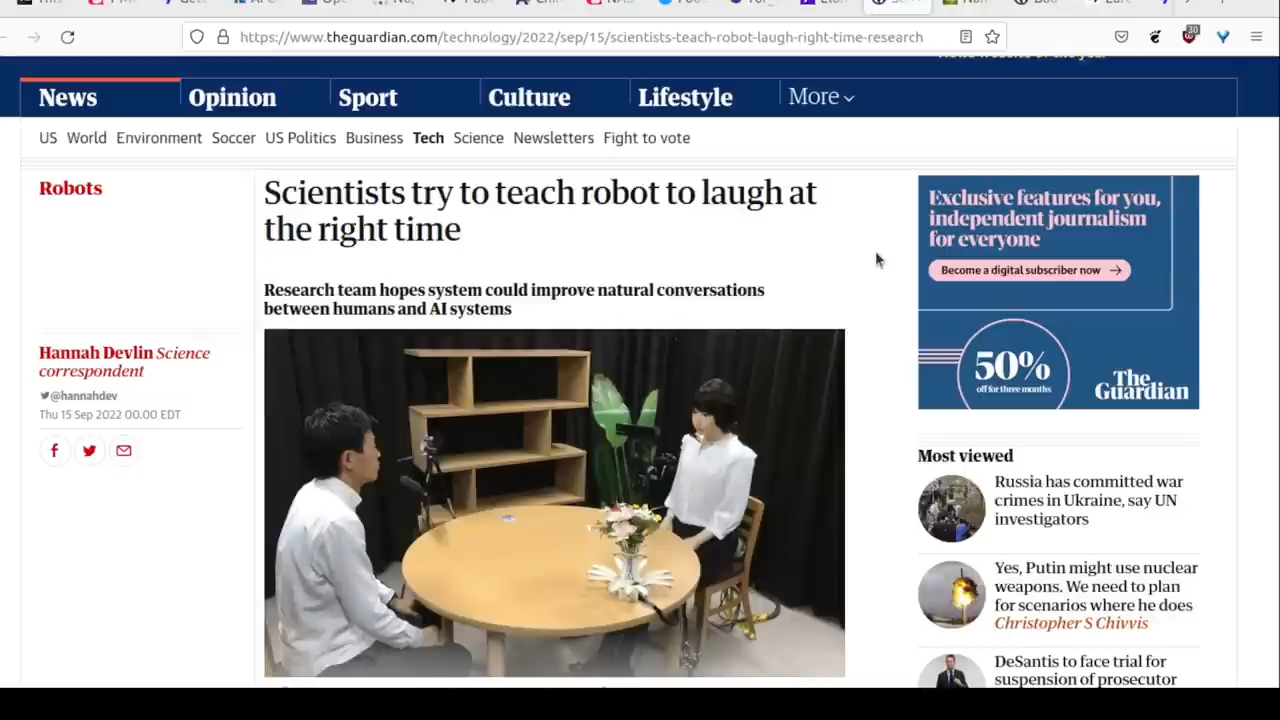 https://www.theguardian.com/technology/2022/sep/15/scientists-teach-robot-laugh-right-time-research
30
News
Opinion
Sport
Culture
Lifestyle
More
US World Environment Soccer US Politics Business Tech Science Newsletters Fight to vote
Robots
Scientists try to teach robot to laugh at
the right time
Research team hopes system could improve natural conversations
between humans and AI systems
Hannah Devlin Science
correspondent
@hannahdev
Thu 15 Sep 2022 00.00 EDT
Exclusive features for you,
independent journalism
for everyone
Become a digital subscriber now
50%
off for three months
The
Guardian
Most viewed
Russia has committed war
crimes in Ukraine, say UN
investigators
Yes, Putin might use nuclear
weapons. We need to plan
for scenarios where he does
Christopher S Chivvis
DeSantis to face trial for
suspension of prosecutor